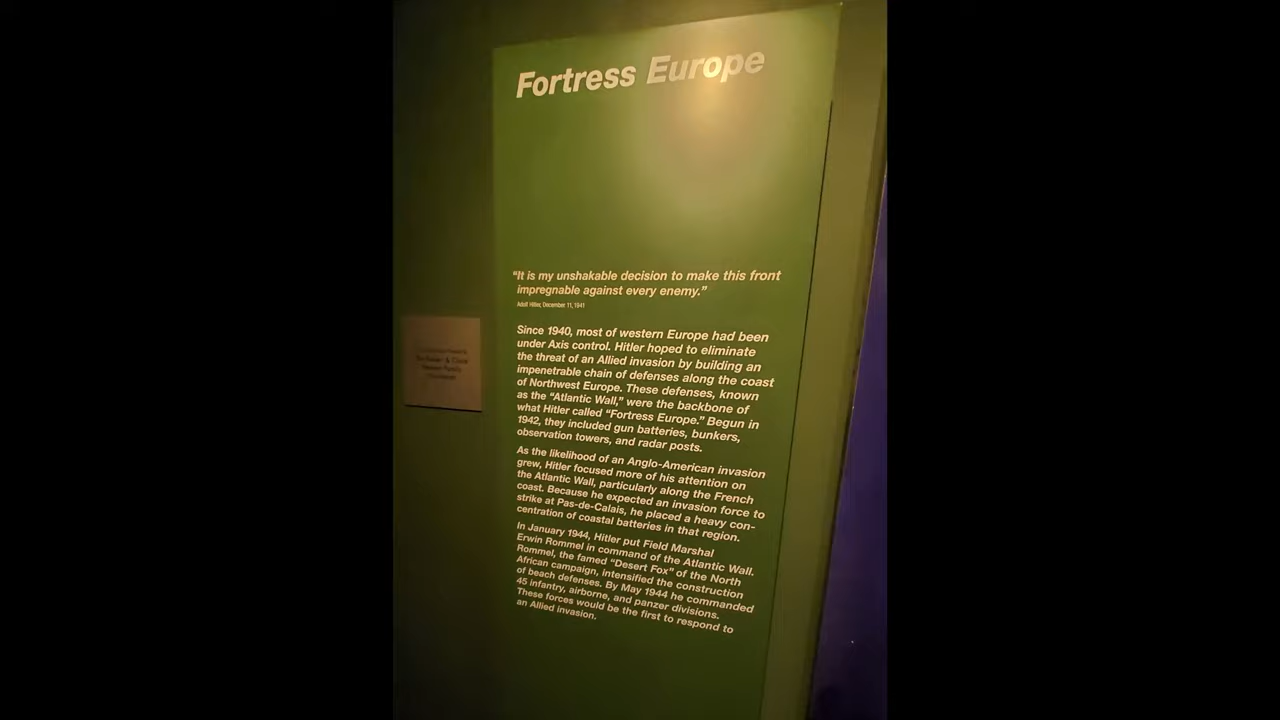 Fortress Europe
“It is my unshakable decision to make this front
impregnable against every enemy.”
Adolf Hitler, December 11, 1941
Since 1940, most of western Europe had been
under Axis control. Hitler hoped to eliminate
the threat of an Allied invasion by building an
impenetrable chain of defenses along the coast
of Northwest Europe. These defenses, known
as the “Atlantic Wall,” were the backbone of
what Hitler called “Fortress Europe.” Begun in
1942, they included gun batteries, bunkers,
observation towers, and radar posts.
As the likelihood of an Anglo-American invasion
grew, Hitler focused more of his attention on
the Atlantic Wall, particularly along the French
coast. Because he expected an invasion force to
strike at Pas-de-Calais, he placed a heavy con-
centration of coastal batteries in that region.
In January 1944, Hitler put Field Marshal
Erwin Rommel in command of the Atlantic Wall.
Rommel, the famed “Desert Fox” of the North
African campaign, intensified the construction
of beach defenses. By May 1944 he commanded
45 infantry, airborne, and panzer divisions.
These forces would be the first to respond to
an Allied invasion.